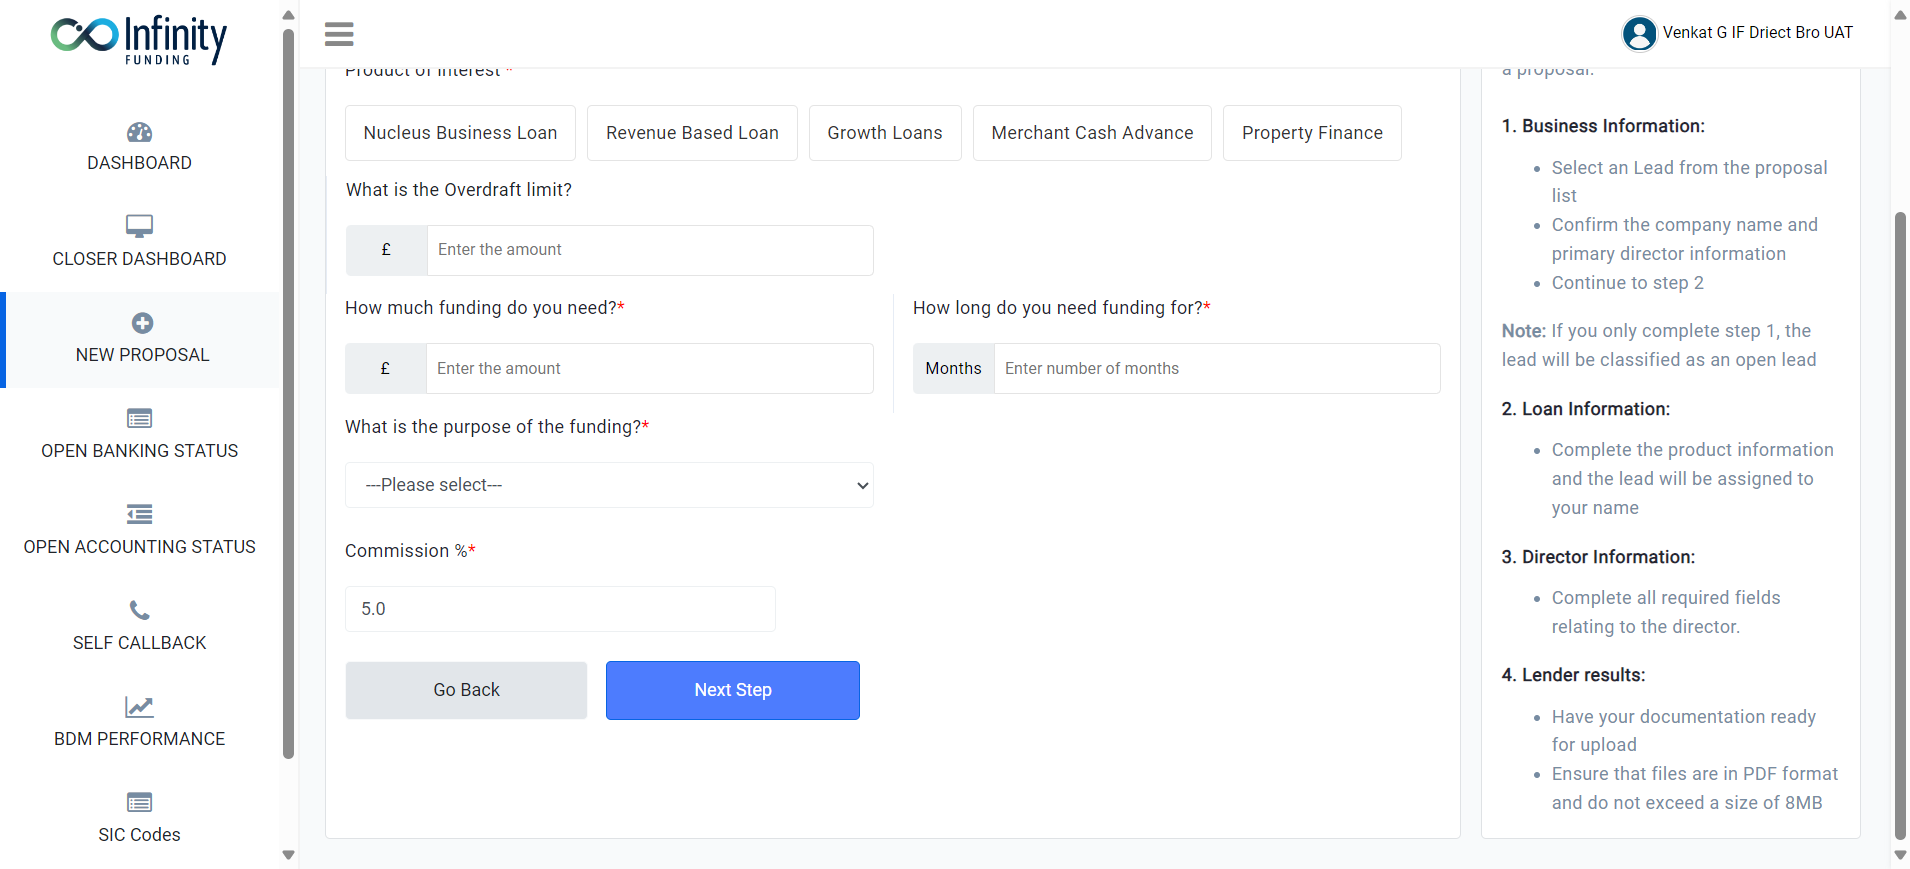 Infinity
FUNDING
Venkat G IF Driect Bro UAT
DASHBOARD
CLOSER DASHBOARD
NEW PROPOSAL
OPEN BANKING STATUS
OPEN ACCOUNTING STATUS
SELF CALLBACK
BDM PERFORMANCE
SIC Codes
Product of Interest *
Nucleus Business Loan
Revenue Based Loan
Growth Loans
Merchant Cash Advance
Property Finance
What is the Overdraft limit?
£
Enter the amount
How much funding do you need?*
£
Enter the amount
How long do you need funding for?*
Months
Enter number of months
What is the purpose of the funding?*
---Please select---
Commission %*
5.0
Go Back
Next Step
a proposal.
1. Business Information:
• Select an Lead from the proposal
list
• Confirm the company name and
primary director information
• Continue to step 2
Note: If you only complete step 1, the
lead will be classified as an open lead
2. Loan Information:
• Complete the product information
and the lead will be assigned to
your name
3. Director Information:
• Complete all required fields
relating to the director.
4. Lender results:
• Have your documentation ready
for upload
• Ensure that files are in PDF format
and do not exceed a size of 8MB